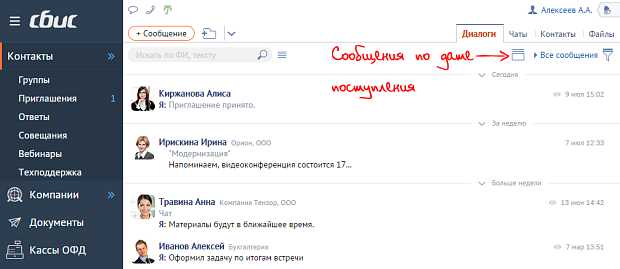 сбис
Алексеев А.А.
+ Сообщение
Диалоги Чаты Контакты Файлы
Контакты
Искать по ФИ, тексту
Сообщения по дате
Все сообщения
Сегодня
Группы
Приглашения 1
Ответы
Совещания
Вебинары
Техподдержка
Компании
Документы
Кассы ОФД
Киржанова Алиса
9 июл 15:02
Я: Приглашение принято.
поступления
За неделю
Ирискина Ирина Орион, ООО
7 июл 12:33
"Модернизация"
Напоминаем, видеоконференция состоится 17...
Больше недели
Травина Анна Компания Тензор, ООО
13 июн 14:42
Чат
Я: Материалы будут в ближайшее время.
Иванов Алексей Бухгалтерия
7 мар 13:51
Я: Оформил задачу по итогам встречи